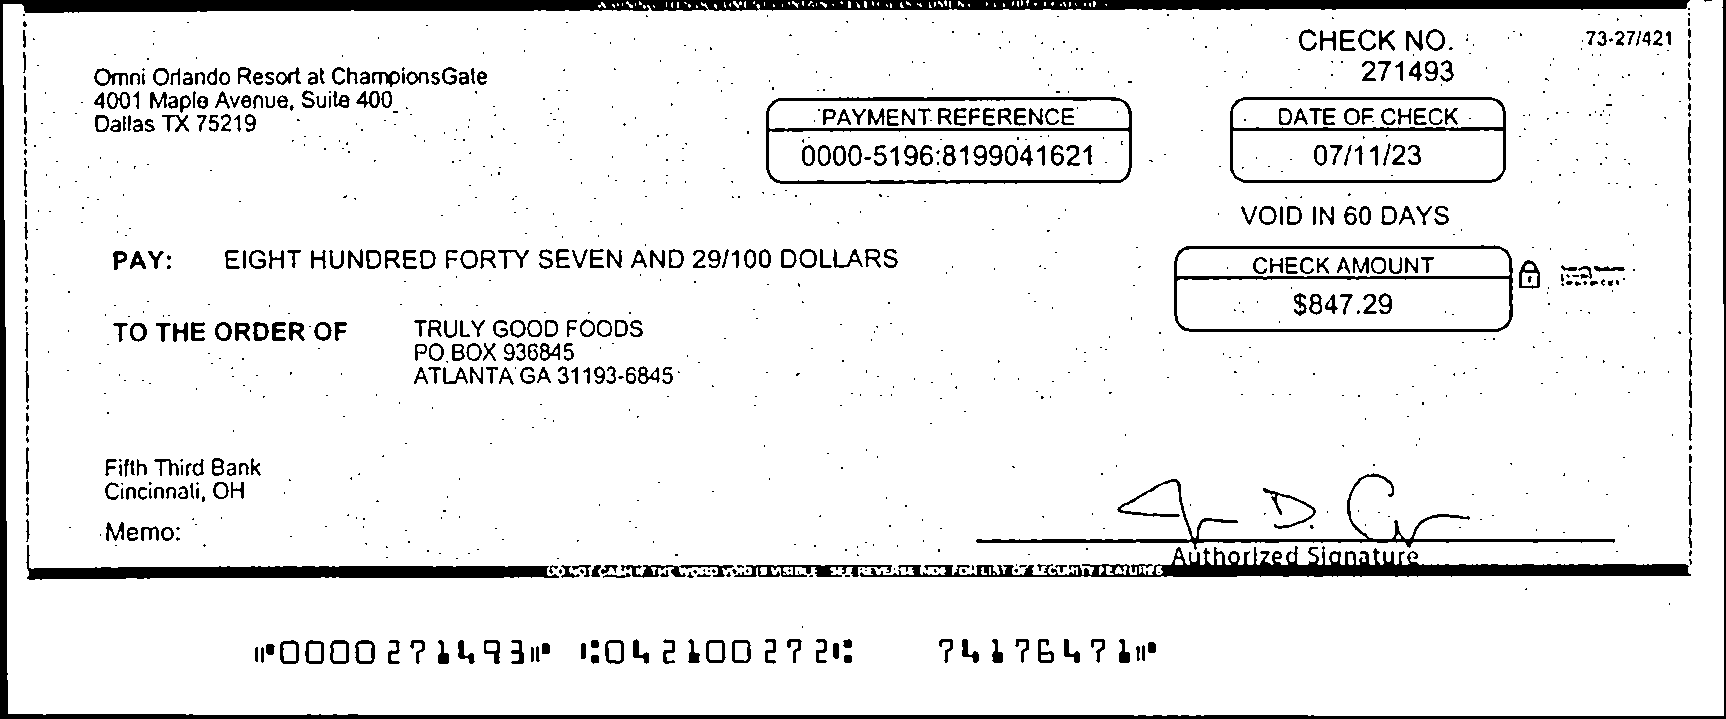 CHECK NO.
271493
73-27/421
Omni Orlando Resort at ChampionsGate
4001 Maple Avenue, Suite 400
Dallas TX 75219
PAYMENT REFERENCE
0000-5196:8199041621
DATE OF CHECK
07/11/23
VOID IN 60 DAYS
PAY: EIGHT HUNDRED FORTY SEVEN AND 29/100 DOLLARS
CHECK AMOUNT
$847.29
TO THE ORDER OF TRULY GOOD FOODS
PO BOX 936845
ATLANTA GA 31193-6845
Fifth Third Bank
Cincinnati, OH
Memo:
Authorized Signature
DO NOT CASH IF THE WORD VOID IS VISIBLE SEE REVERSE SIDE FOR LIST OF SECURITY FEATURES
⑈0000271493⑈ ⑆042100272⑆ 74176471⑈